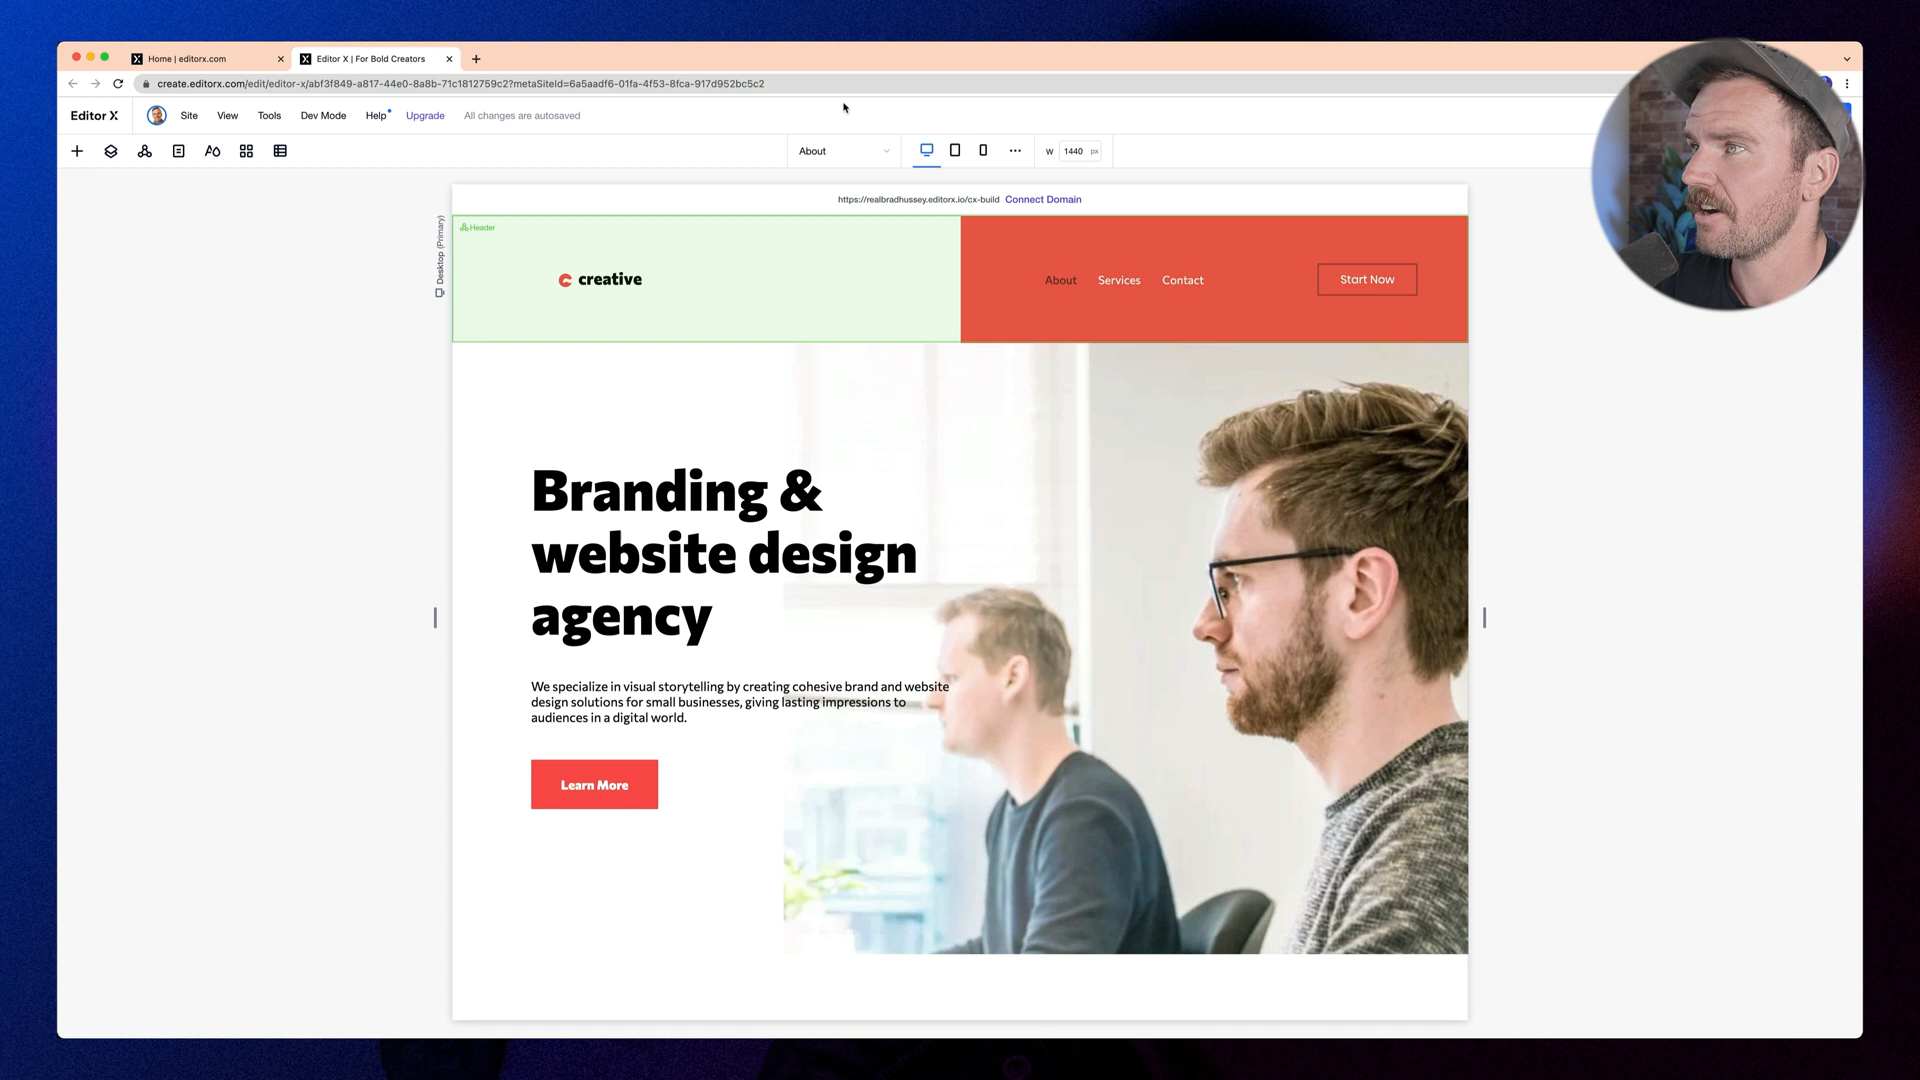 Home | editorx.com
Editor X | For Bold Creators
create.editorx.com/edit/editor-x/abf3f849-a817-44e0-8a8b-71c1812759c2?metaSiteId=6a5aadf6-01fa-4f53-8fca-917d952bc5c2
Editor X Site View Tools Dev Mode Help Upgrade All changes are autosaved
About W 1440 px
https://realbradhussey.editorx.io/cx-build Connect Domain
Desktop (Primary)
Header
creative
About Services Contact Start Now
Branding &
website design
agency
We specialize in visual storytelling by creating cohesive brand and website
design solutions for small businesses, giving lasting impressions to
audiences in a digital world.
Learn More